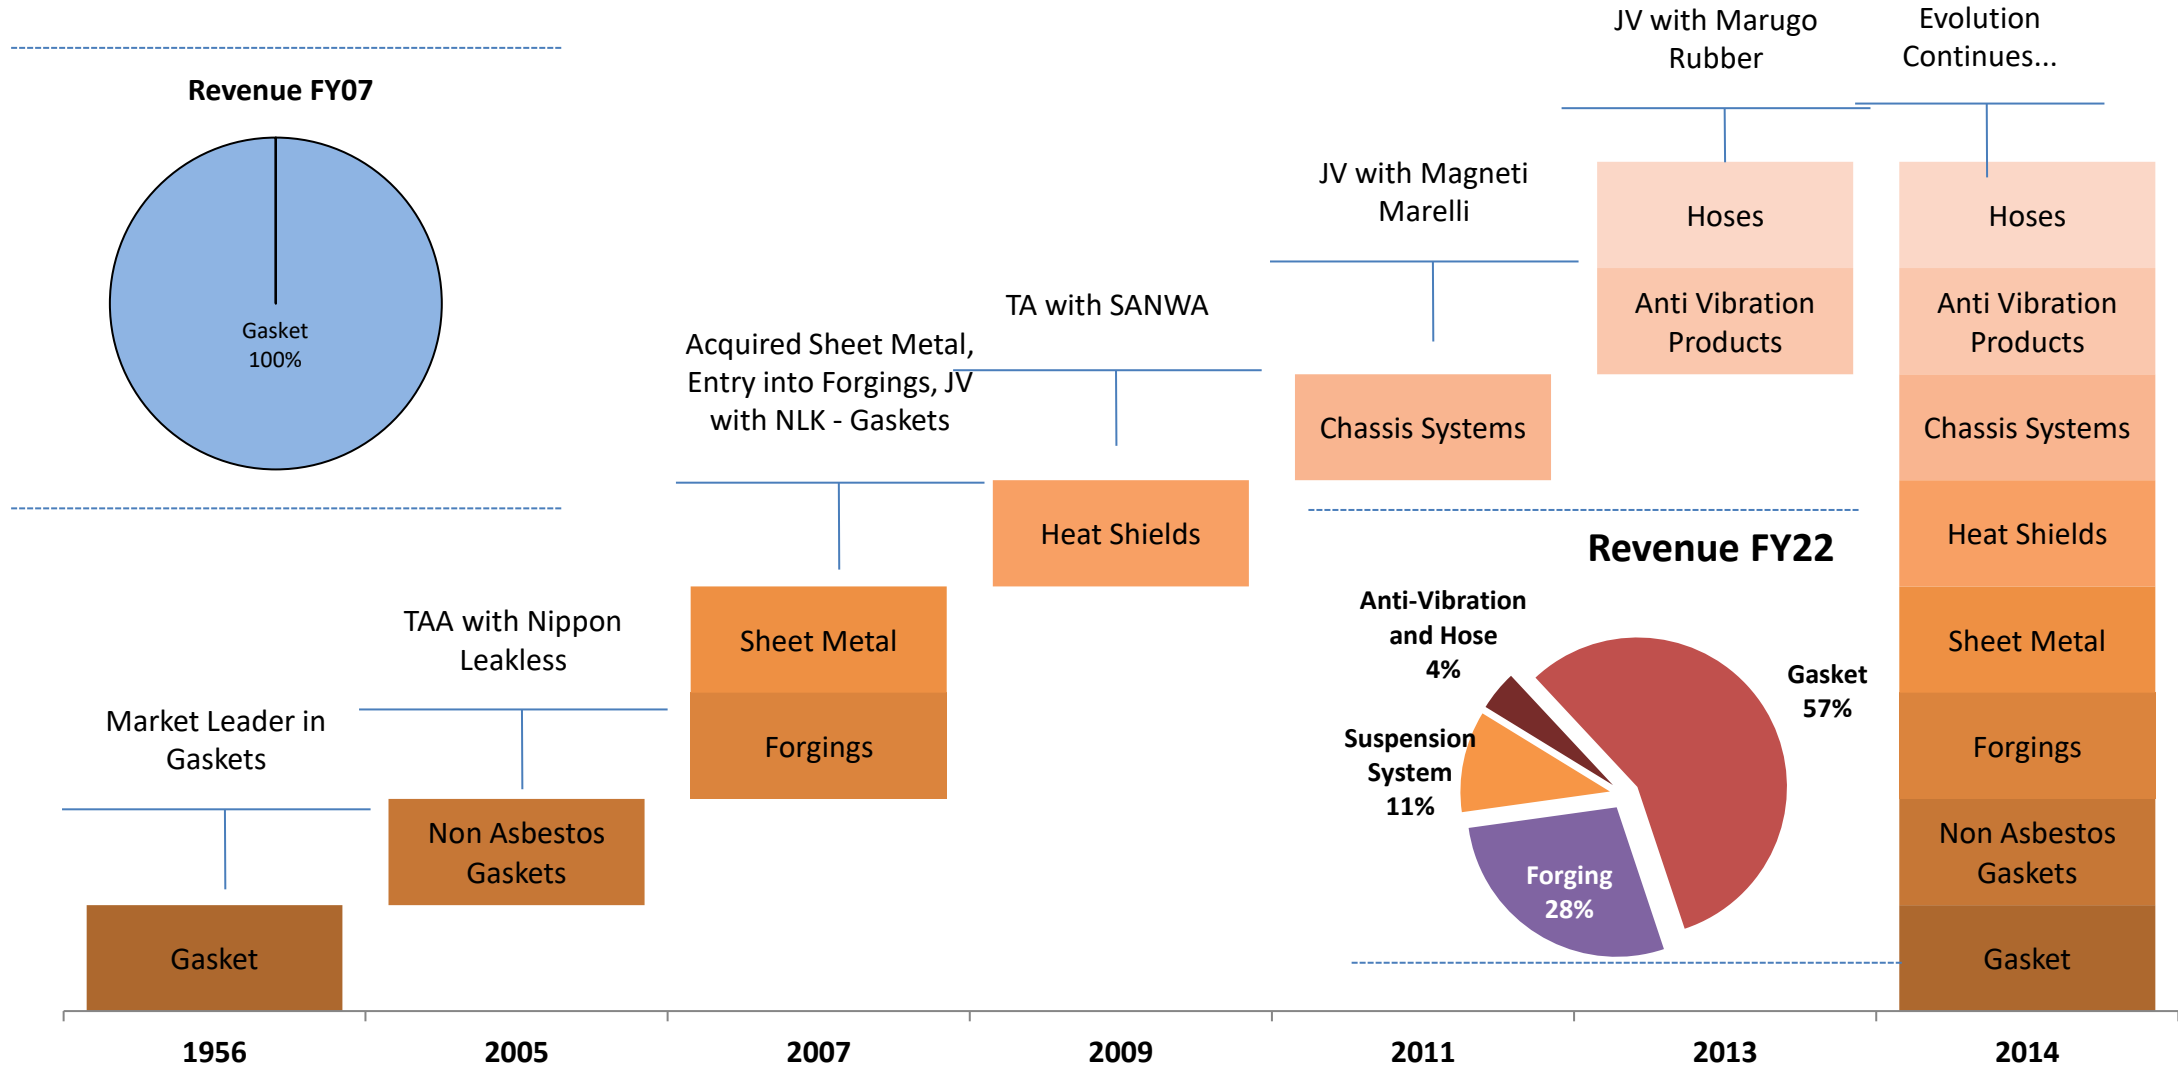 Revenue FY07
Gasket
100%
Market Leader in
Gaskets
Gasket
TAA with Nippon
Leakless
Non Asbestos
Gaskets
Acquired Sheet Metal,
Entry into Forgings, JV
with NLK - Gaskets
Sheet Metal
Forgings
TA with SANWA
Heat Shields
JV with Magneti
Marelli
Chassis Systems
JV with Marugo
Rubber
Hoses
Anti Vibration
Products
Evolution
Continues...
Hoses
Anti Vibration
Products
Chassis Systems
Heat Shields
Sheet Metal
Forgings
Non Asbestos
Gaskets
Gasket
Revenue FY22
Anti-Vibration
and Hose
4%
Gasket
57%
Suspension
System
11%
Forging
28%
1956
2005
2007
2009
2011
2013
2014